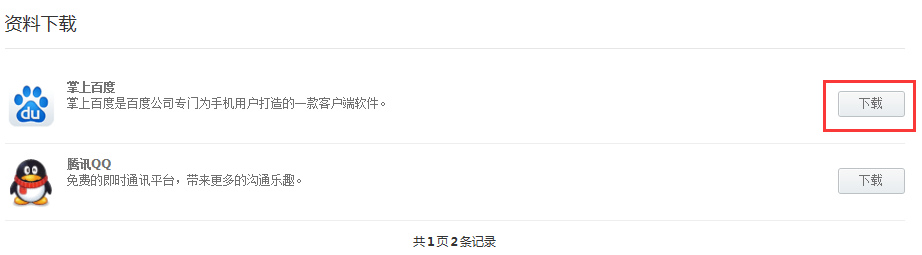 资料下载
掌上百度
掌上百度是百度公司专门为手机用户打造的一款客户端软件。
du
下载
腾讯QQ
免费的即时通讯平台，带来更多的沟通乐趣。
下载
共1页2条记录